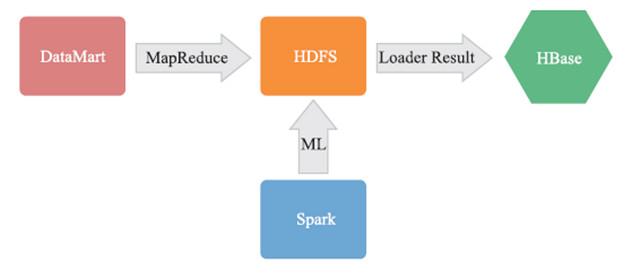 DataMart
MapReduce
HDFS
Loader Result
HBase
ML
Spark